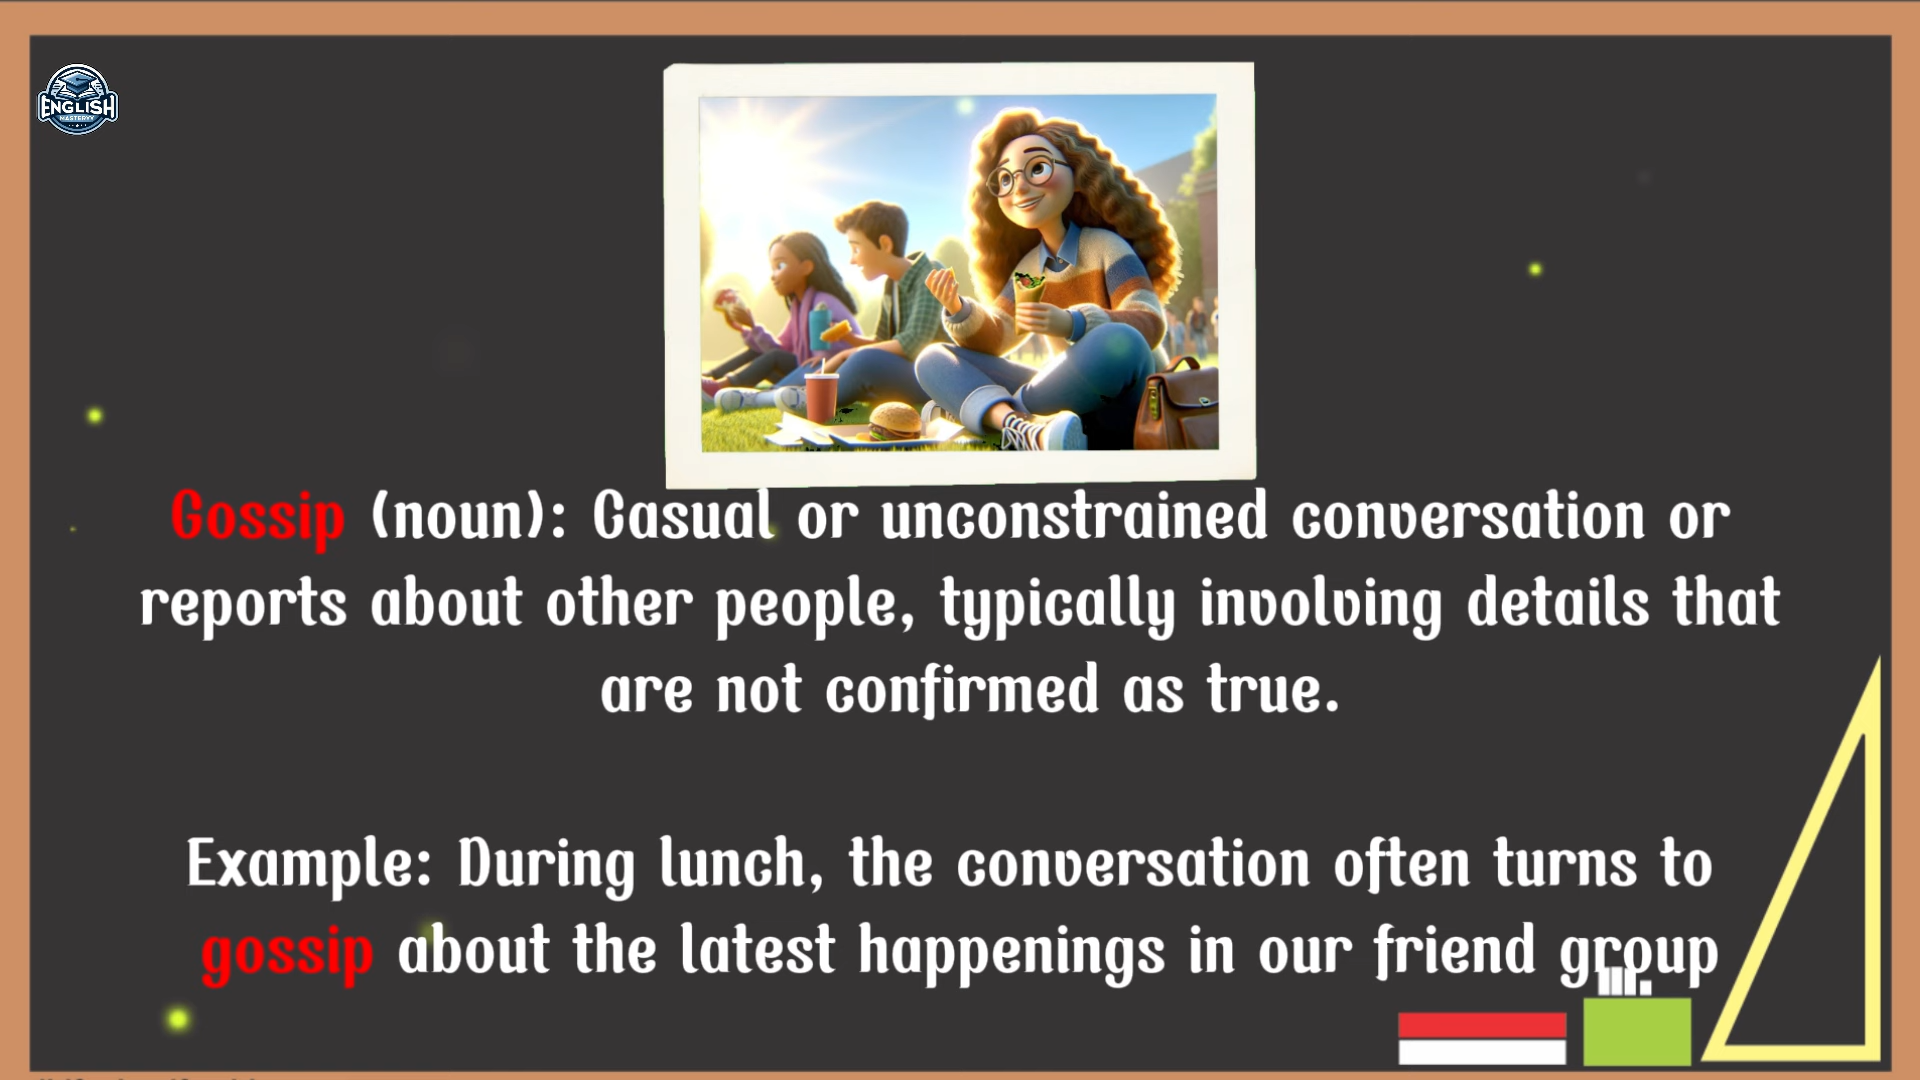 ENGLISH
MASTERY
Gossip (noun): Casual or unconstrained conversation or
reports about other people, typically involving details that
are not confirmed as true.
Example: During lunch, the conversation often turns to
gossip about the latest happenings in our friend group